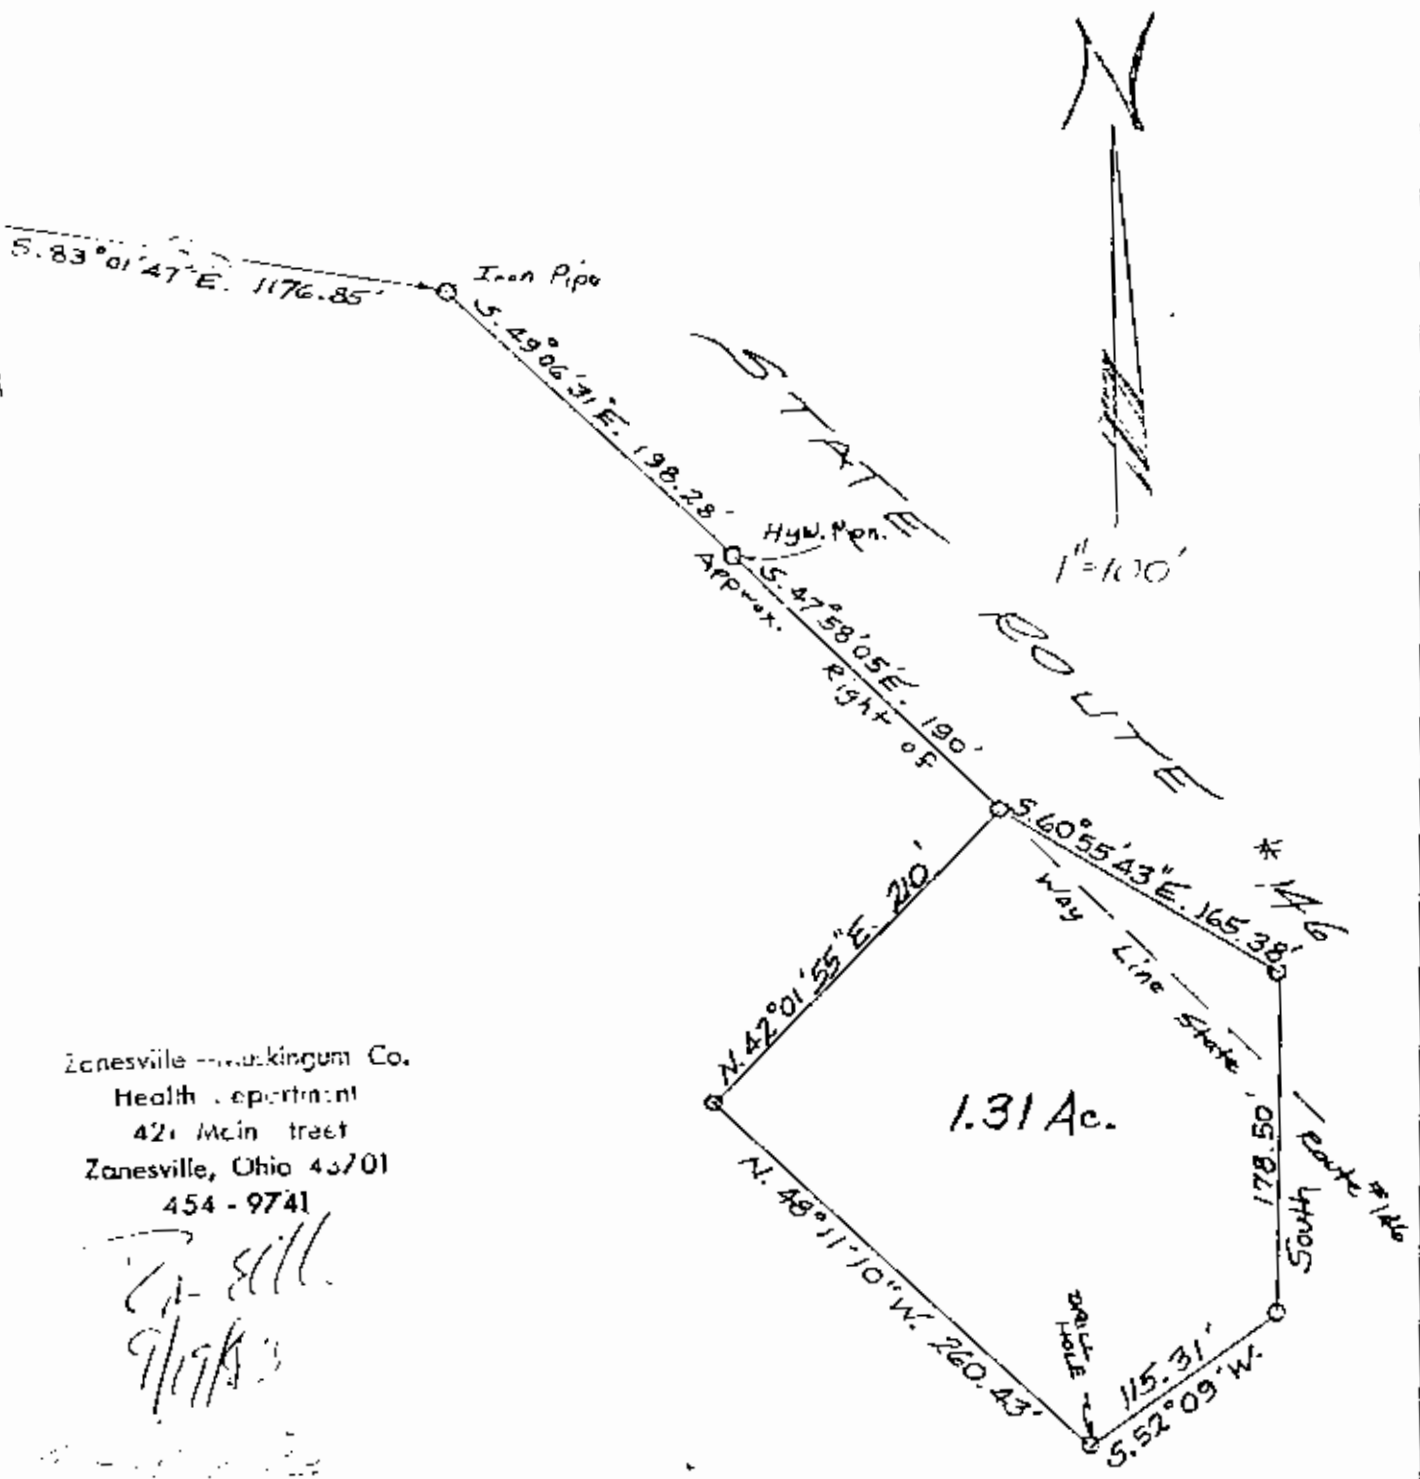 N
S. 83°01'47"E. 1176.85'
Iron Pipe
S. 49°06'31"E. 198.28'
STATE
Hyw. Mon.
1"=100'
Approx.
S. 47°58'05"E. 190'
Right of
ROUTE
S. 60°55'43"E. 165.38'
# 146
Way Line State Route #146
N. 42°01'55"E. 210'
1.31 Ac.
178.50'
South
N. 48°11'10"W. 260.43'
DRILL
HOLE
115.31'
S. 52°09'W.
Zanesville
Co.
Health
Main
Zanesville, Ohio 43701
454 - 9741